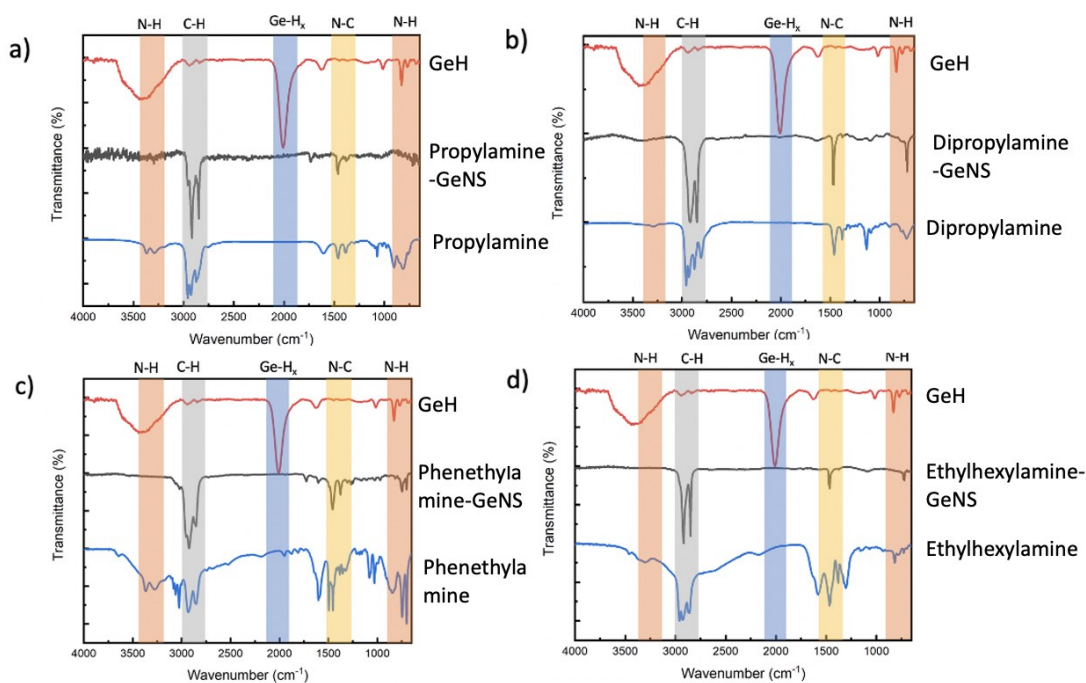 a)
N-H C-H Ge-Hx N-C N-H
GeH
Propylamine
-GeNS
Propylamine
Transmittance (%)
4000 3500 3000 2500 2000 1500 1000
Wavenumber (cm-1)
b)
N-H C-H Ge-Hx N-C N-H
GeH
Dipropylamine
-GeNS
Dipropylamine
Transmittance (%)
4000 3500 3000 2500 2000 1500 1000
Wavenumber (cm-1)
c)
N-H C-H Ge-Hx N-C N-H
GeH
Phenethyla
mine-GeNS
Phenethyla
mine
Transmittance (%)
4000 3500 3000 2500 2000 1500 1000
Wavenumber (cm-1)
d)
N-H C-H Ge-Hx N-C N-H
GeH
Ethylhexylamine-
GeNS
Ethylhexylamine
Transmittance (%)
4000 3500 3000 2500 2000 1500 1000
Wavenumber (cm-1)